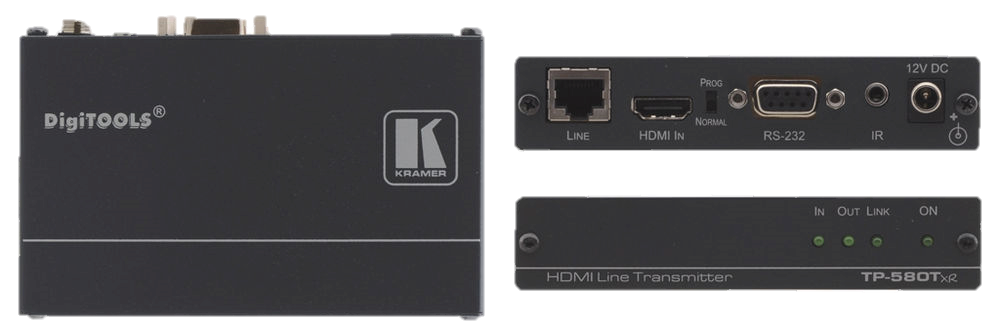 DigiTOOLS®
K
KRAMER
12V DC
PROG
NORMAL
LINE
HDMI IN
RS-232
IR
+
IN OUT LINK ON
HDMI Line Transmitter
TP-580TXR